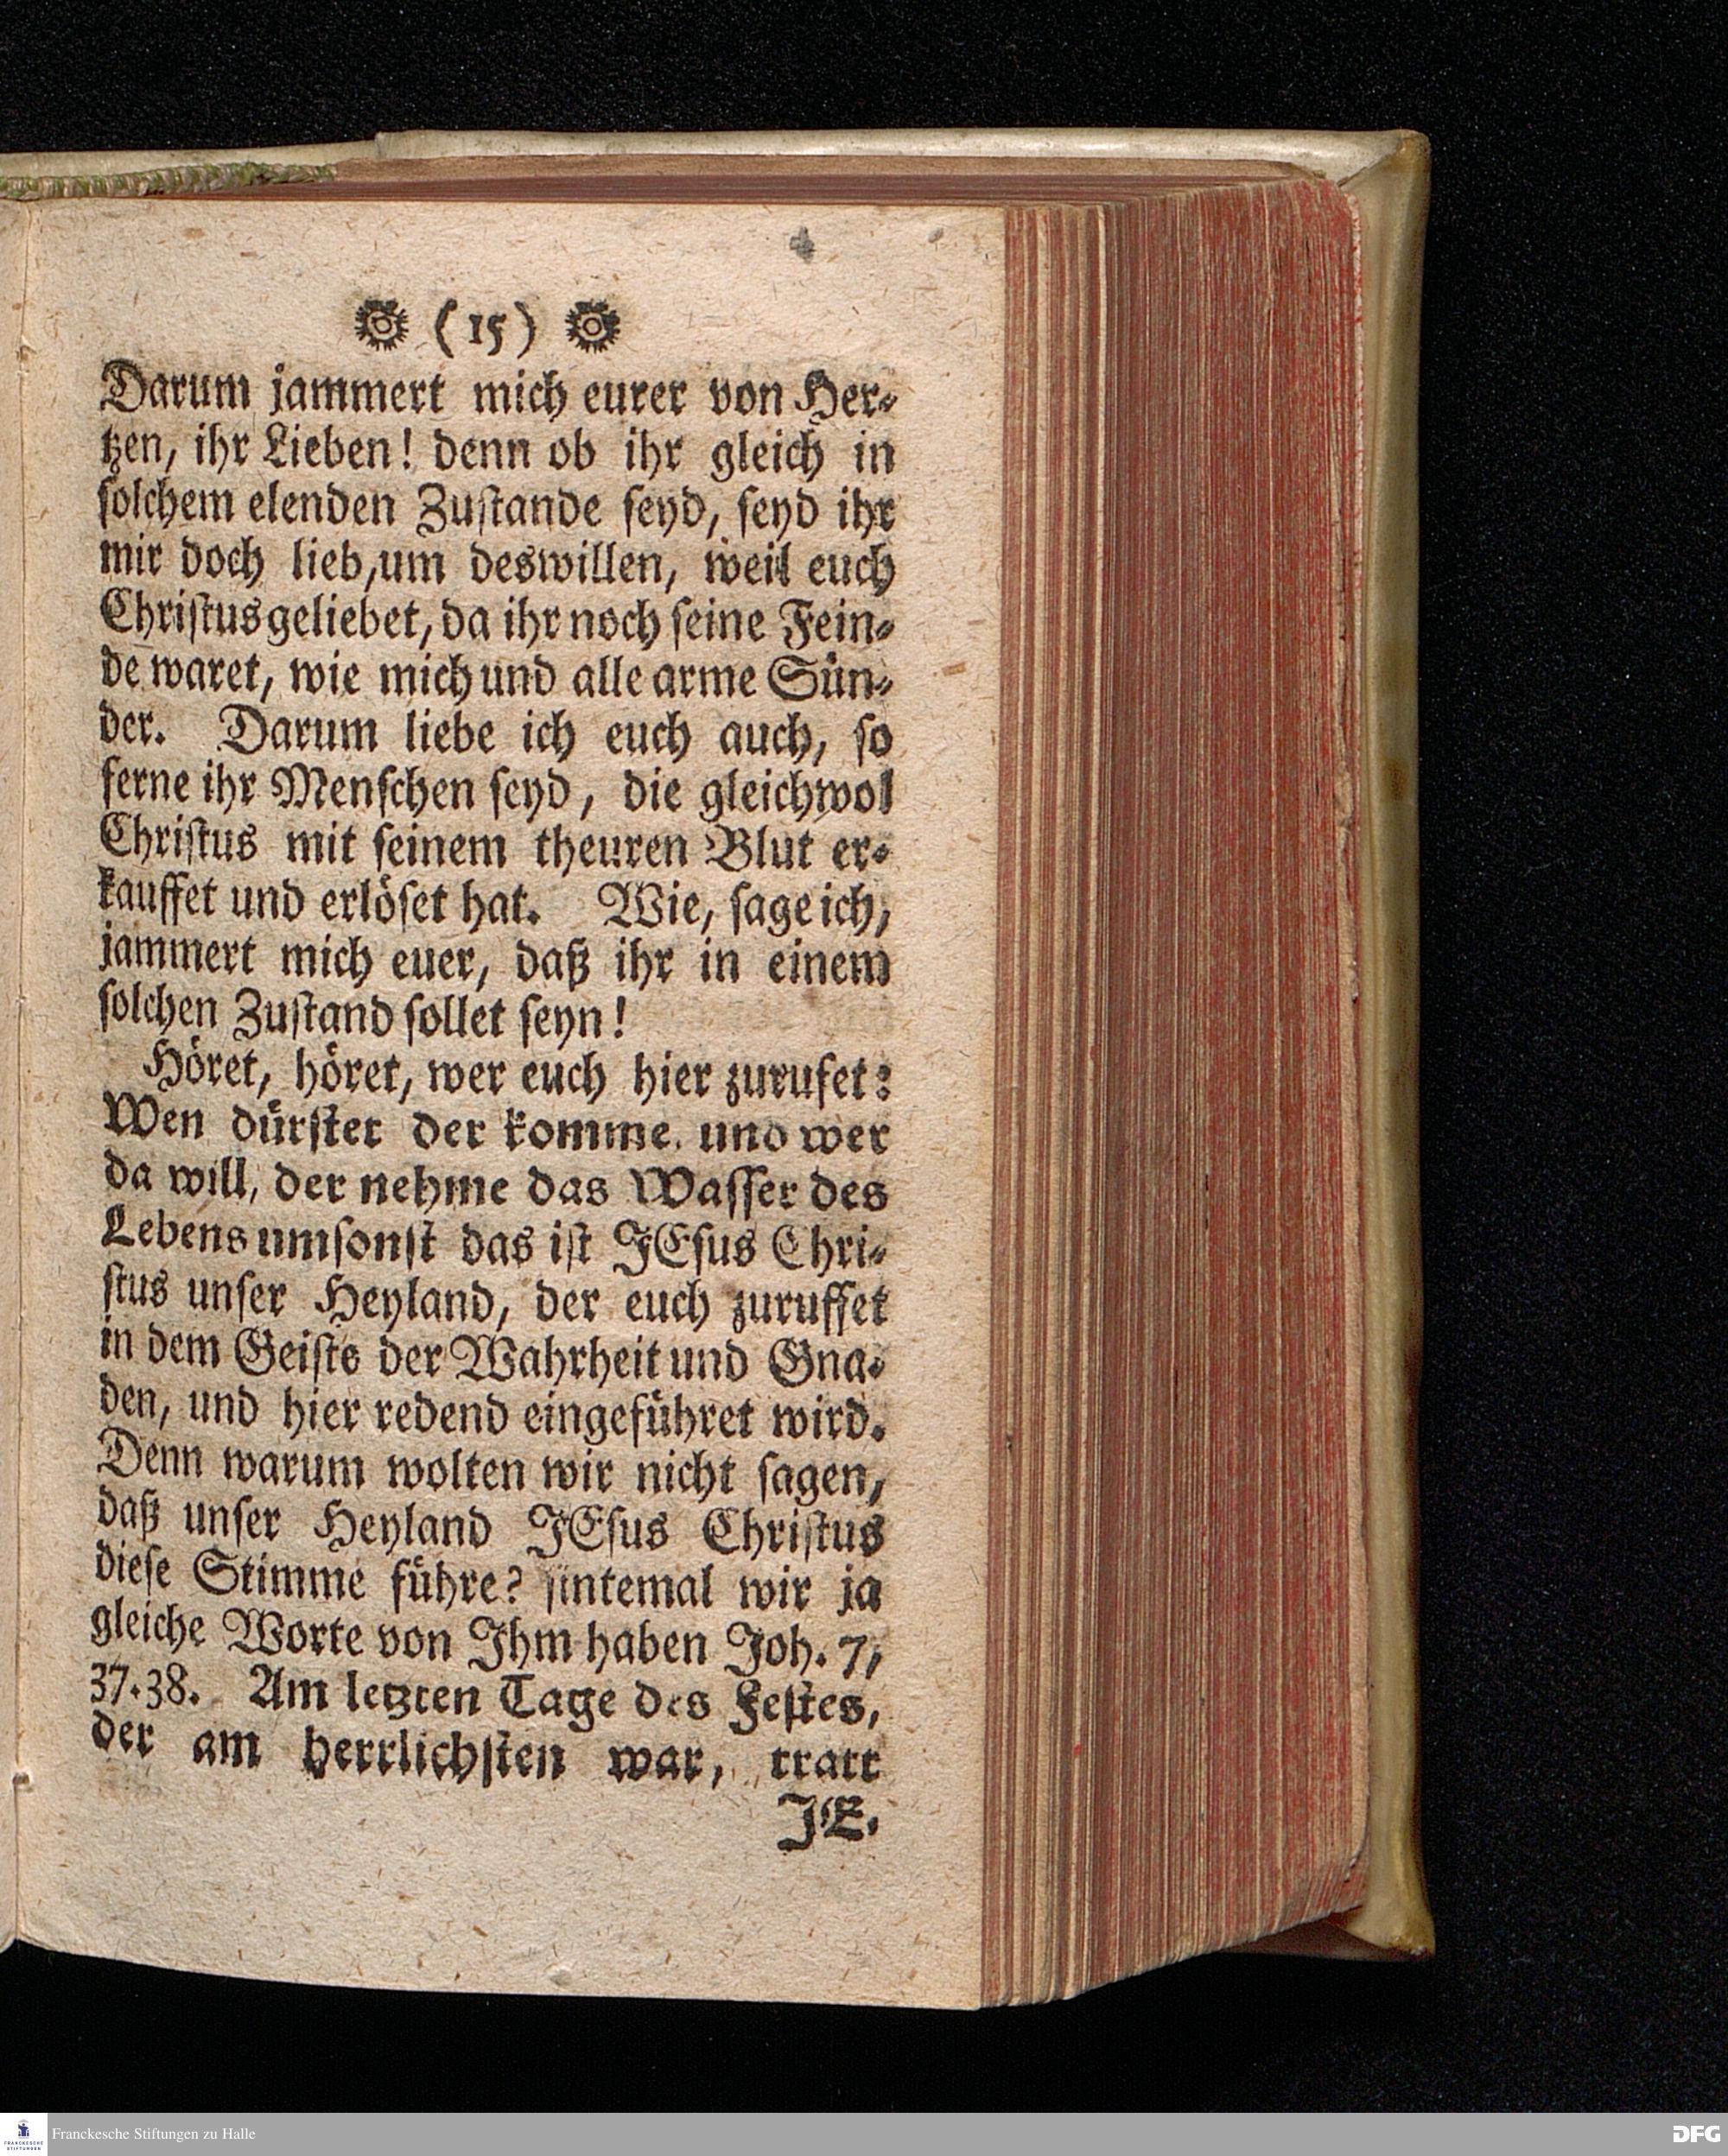 (15)
Darum jammert mich eurer von Her-
tzen, ihr Lieben! denn ob ihr gleich in
solchem elenden Zustande seyd, seyd ihr
mir doch lieb, um deswillen, weil euch
Christus geliebet, da ihr noch seine Fein-
de waret, wie mich und alle arme Sün-
der. Darum liebe ich euch auch, so
ferne ihr Menschen seyd, die gleichwol
Christus mit seinem theuren Blut er-
kauffet und erlöset hat. Wie, sage ich,
jammert mich euer, daß ihr in einem
solchen Zustand sollet seyn!
Höret, höret, wer euch hier zurufet:
Wen dürstet der komme. und wer
da will, der nehme das Wasser des
Lebens umsonst das ist JEsus Chri-
stus unser Heyland, der euch zuruffet
in dem Geiste der Wahrheit und Gna-
den, und hier redend eingeführet wird.
Denn warum wolten wir nicht sagen,
daß unser Heyland JEsus Christus
diese Stimme führe? sintemal wir ja
gleiche Worte von Ihm haben Joh. 7,
37.38. Am letzten Tage des Festes,
der am herrlichsten war, tratt
JE-
Franckesche Stiftungen zu Halle
FRANCKESCHE
STIFTUNGEN
DFG